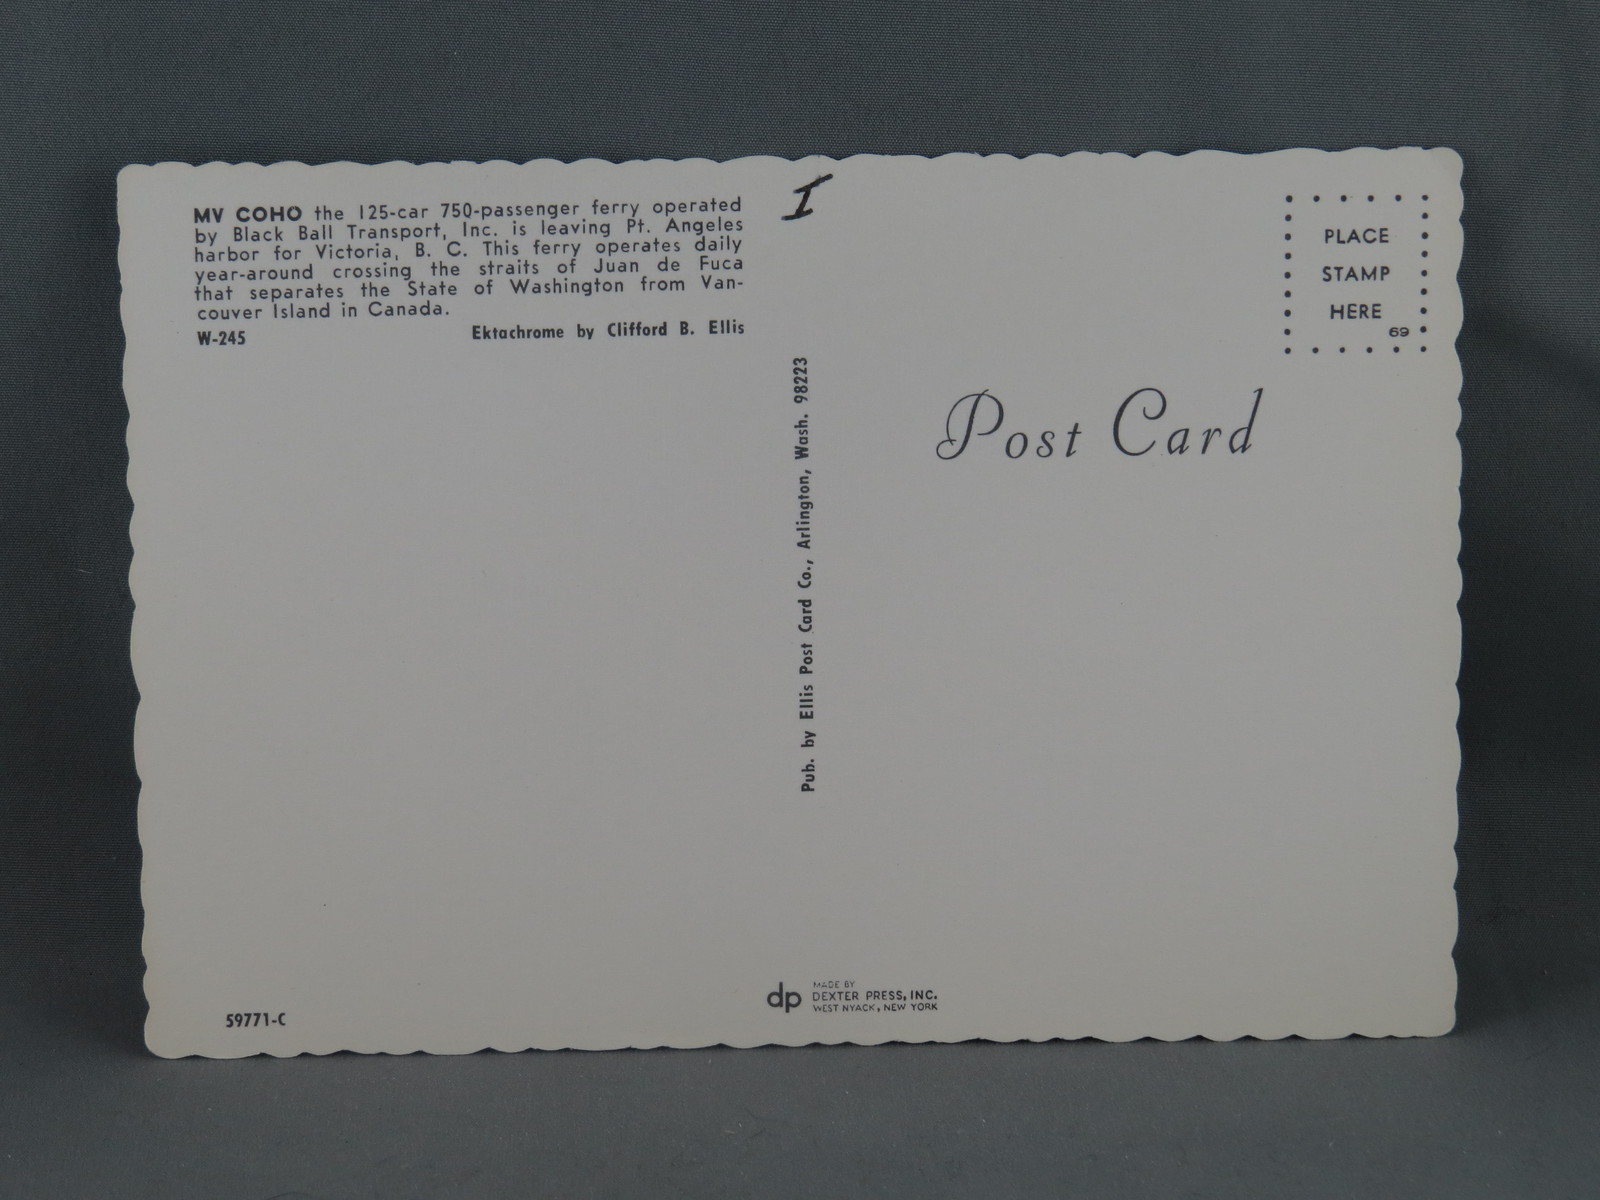 MV COHO the 125-car 750-passenger ferry operated
by Black Ball Transport, Inc. is leaving Pt. Angeles
harbor for Victoria, B. C. This ferry operates daily
year-around crossing the straits of Juan de Fuca
that separates the State of Washington from Van-
couver Island in Canada.
W-245 Ektachrome by Clifford B. Ellis
I
Pub. by Ellis Post Card Co., Arlington, Wash. 98223
PLACE
STAMP
HERE
69
Post Card
59771-C
dp
MADE BY
DEXTER PRESS, INC.
WEST NYACK, NEW YORK